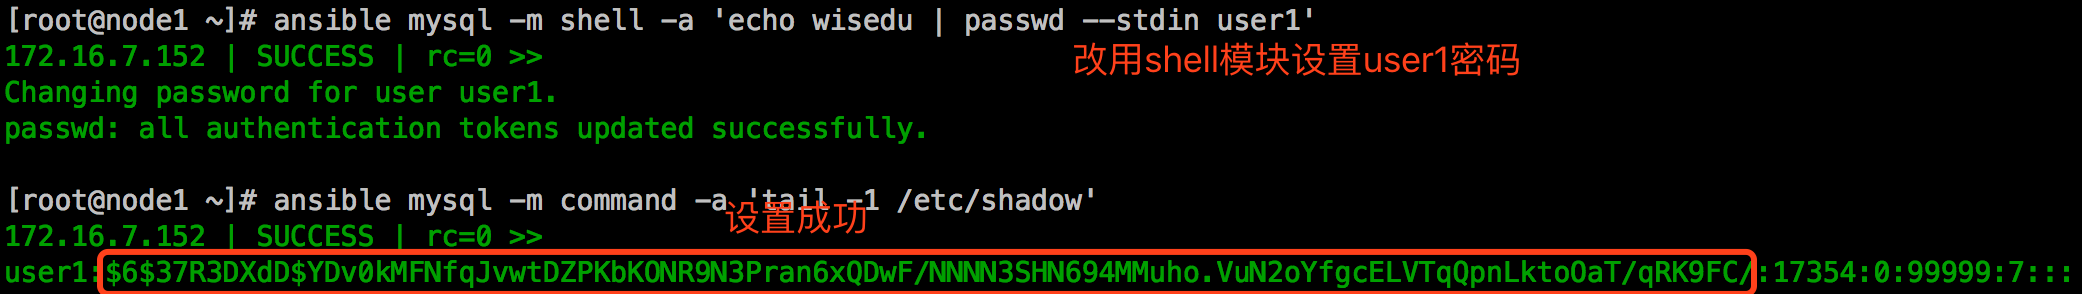 [root@node1 ~]# ansible mysql -m shell -a 'echo wisedu | passwd --stdin user1'
172.16.7.152 | SUCCESS | rc=0 >>
改用shell模块设置user1密码
Changing password for user user1.
passwd: all authentication tokens updated successfully.
[root@node1 ~]# ansible mysql -m command -a 'tail -1 /etc/shadow'
设置成功
172.16.7.152 | SUCCESS | rc=0 >>
user1:$6$37R3DXdD$YDv0kMFNfqJvwtDZPKbKONR9N3Pran6xQDwF/NNNN3SHN694MMuho.VuN2oYfgcELVTqQpnLktoOaT/qRK9FC/:17354:0:99999:7:::